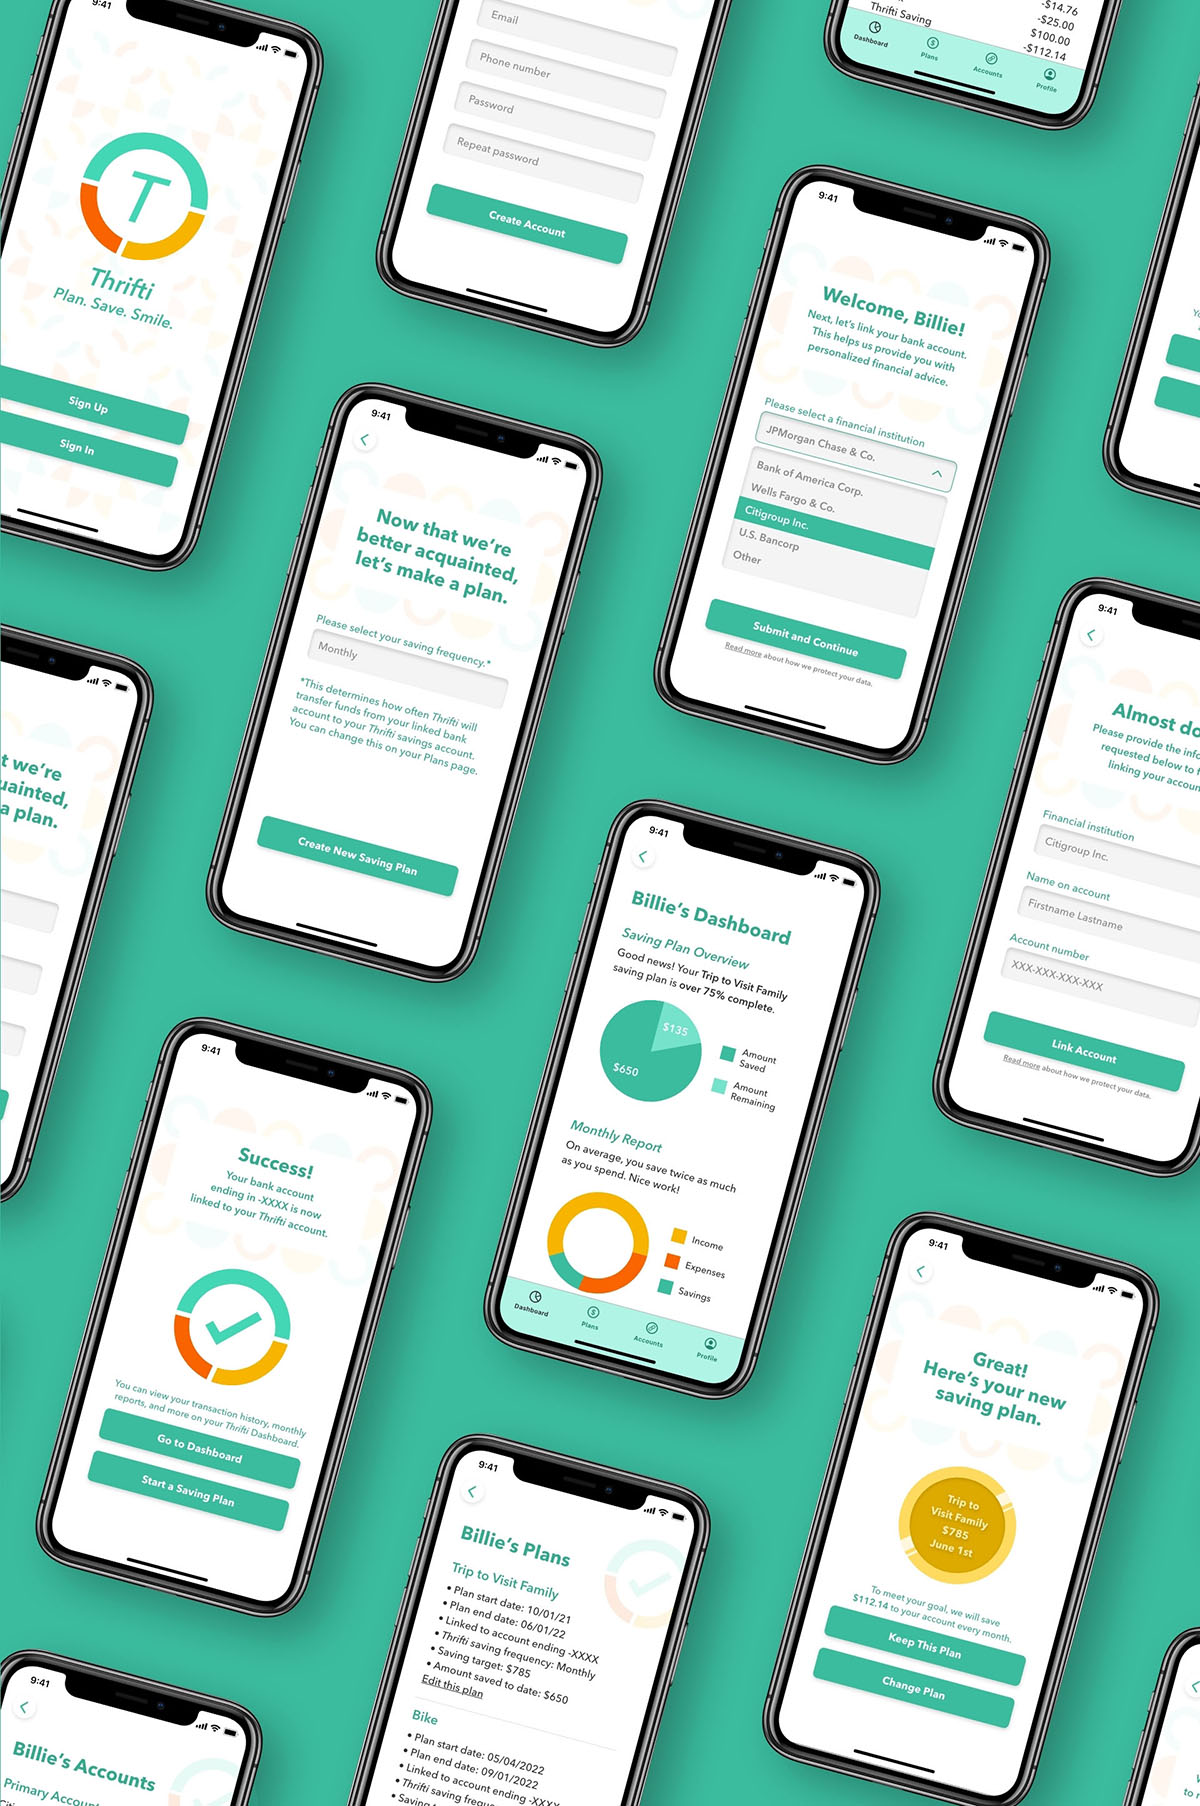 9:41
T
Thrifti
Plan. Save. Smile.
Sign Up
Sign In
Email
Phone number
Password
Repeat password
Create Account
-$14.76
-$25.00
Thrifti Saving
$100.00
-$112.14
Dashboard
Plans
Accounts
Profile
9:41
Welcome, Billie!
Next, let's link your bank account.
This helps us provide you with
personalized financial advice.
Please select a financial institution
JPMorgan Chase & Co.
Bank of America Corp.
Wells Fargo & Co.
Citigroup Inc.
U.S. Bancorp
Other
Submit and Continue
Read more about how we protect your data.
9:41
Now that we're
better acquainted,
let's make a plan.
Please select your saving frequency.*
Monthly
*This determines how often Thrifti will
transfer funds from your linked bank
account to your Thrifti savings account.
You can change this on your Plans page.
Create New Saving Plan
t we're
uainted,
a plan.
9:41
Almost do
Please provide the info
requested below to f
linking your accoun
Financial institution
Citigroup Inc.
Name on account
Firstname Lastname
Account number
XXX-XXX-XXX-XXX
Link Account
Read more about how we protect your data.
9:41
Billie's Dashboard
Saving Plan Overview
Good news! Your Trip to Visit Family
saving plan is over 75% complete.
$135
$650
Amount
Saved
Amount
Remaining
Monthly Report
On average, you save twice as much
as you spend. Nice work!
Income
Expenses
Savings
Dashboard
Plans
Accounts
Profile
9:41
Success!
Your bank account
ending in -XXXX is now
linked to your Thrifti account.
You can view your transaction history, monthly
reports, and more on your Thrifti Dashboard.
Go to Dashboard
Start a Saving Plan
9:41
Great!
Here's your new
saving plan.
Trip to
Visit Family
$785
June 1st
To meet your goal, we will save
$112.14 to your account every month.
Keep This Plan
Change Plan
9:41
Billie's Plans
Trip to Visit Family
• Plan start date: 10/01/21
• Plan end date: 06/01/22
• Linked to account ending -XXXX
• Thrifti saving frequency: Monthly
• Saving target: $785
• Amount saved to date: $650
Edit this plan
Bike
• Plan start date: 05/04/2022
• Plan end date: 09/01/2022
• Linked to account ending -XXXX
• Thrifti saving frequ
9:41
Billie's Accounts
Primary Accoun